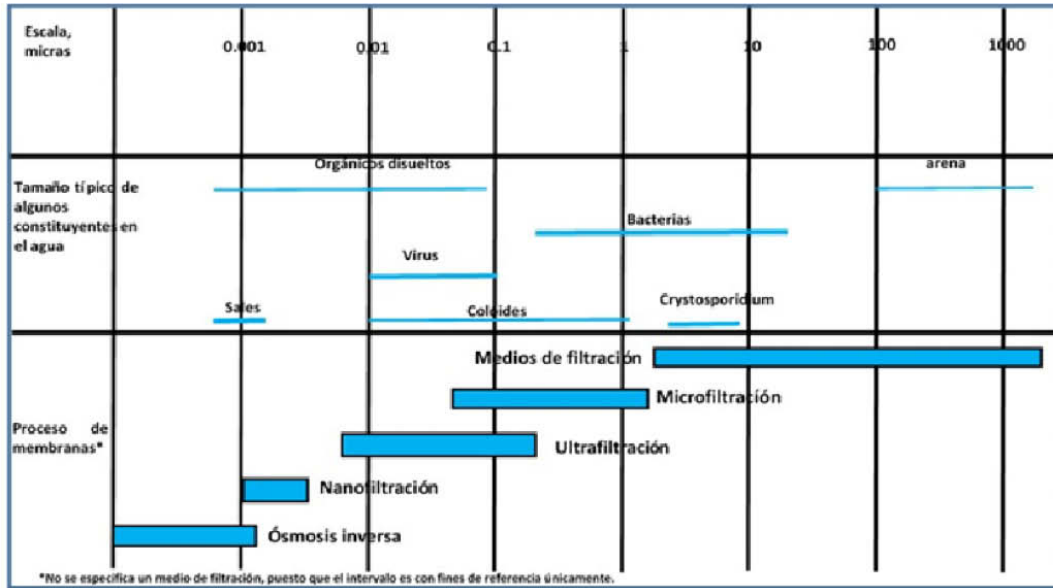 Escala,
micras
0.001
0.01
0.1
1
10
100
1000
Tamaño típico de
algunos
constituyentes en
el agua
Orgánicos disueltos
arena
Bacterias
Virus
Sales
Coloides
Crystosporidium
Proceso de
membranas*
Medios de filtración
Microfiltración
Ultrafiltración
Nanofiltración
Ósmosis inversa
*No se especifica un medio de filtración, puesto que el intervalo es con fines de referencia únicamente.